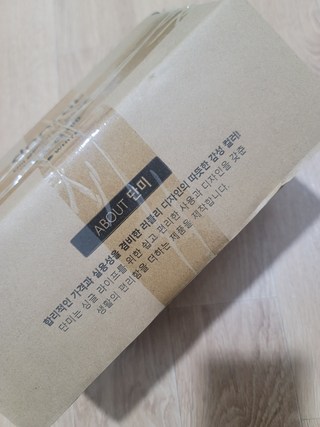 ABOUT 단미
합리적인 가격과 실용성을 겸비한 러블리 디자인의 따뜻한 감성 컬러!
단미는 싱글 라이프를 위한 쉽고 편리한 사용과 디자인을 갖춘
생활의 편리함을 더하는 제품을 제작합니다.